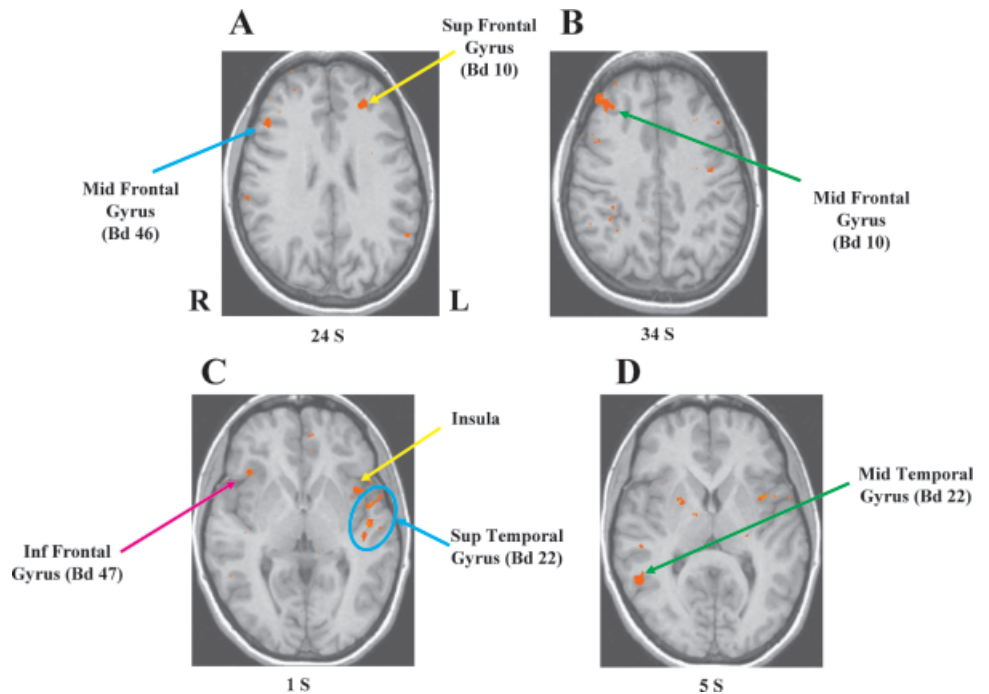 A
Sup Frontal
Gyrus
(Bd 10)
B
Mid Frontal
Gyrus
(Bd 46)
Mid Frontal
Gyrus
(Bd 10)
R
L
24 S
34 S
C
D
Insula
Mid Temporal
Gyrus (Bd 22)
Inf Frontal
Gyrus (Bd 47)
Sup Temporal
Gyrus (Bd 22)
1 S
5 S